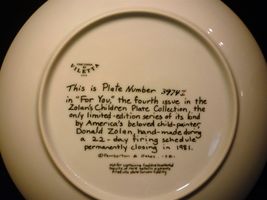 VILETTA
This is Plate Number 3974Z
in "For You," the fourth issue in the
Zolan's Children Plate Collection, the
only limited-edition series of its kind
by America's beloved child-painter
Donald Zolan, hand-made during
a 22-day firing schedule
permanently closing in 1981.
© Pemberton & Oakes, 1981